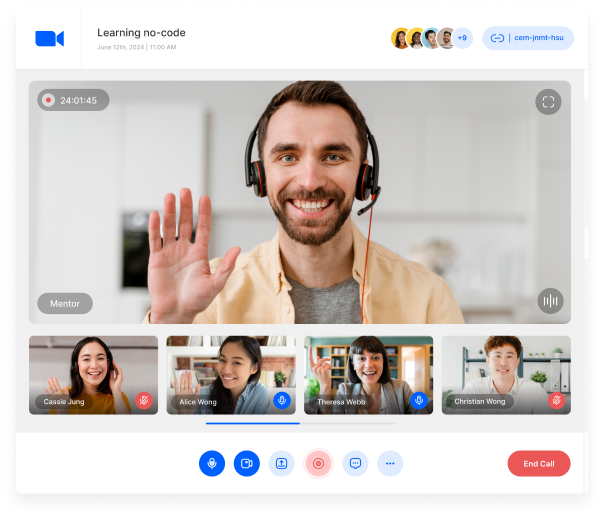 Learning no-code
June 12th, 2024 | 11:00 AM
+9
| cem-jnmt-hsu
24:01:45
Mentor
Cassie Jung
Alice Wong
Theresa Webb
Christian Wong
End Call